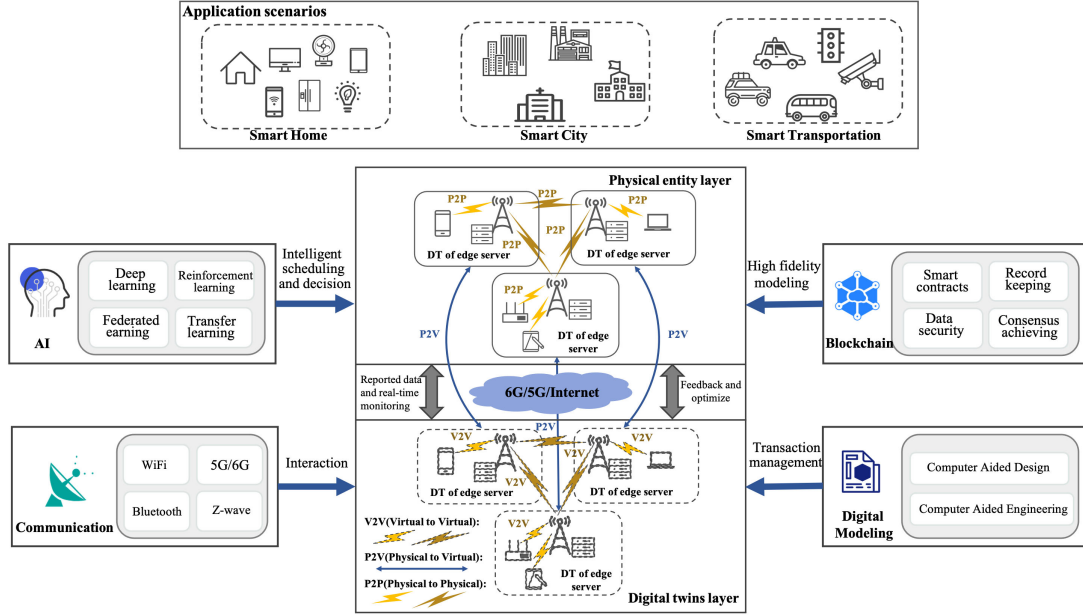 Application scenarios
Smart Home
Smart City
Smart Transportation
Physical entity layer
P2P
P2P
P2P
P2P
P2P
DT of edge server
DT of edge server
P2P
DT of edge
server
P2V
P2V
AI
Deep
learning
Reinforcement
learning
Federated
earning
Transfer
learning
Intelligent
scheduling
and decision
High fidelity
modeling
Blockchain
Smart
contracts
Record
keeping
Data
security
Consensus
achieving
Reported data
and real-time
monitoring
6G/5G/Internet
Feedback and
optimize
Communication
WiFi
5G/6G
Bluetooth
Z-wave
Interaction
Transaction
management
Digital
Modeling
Computer Aided Design
Computer Aided Engineering
P2V
V2V
V2V
V2V
V2V
V2V
DT of edge server
DT of edge server
V2V
DT of edge
server
V2V(Virtual to Virtual):
P2V(Physical to Virtual):
P2P(Physical to Physical):
Digital twins layer